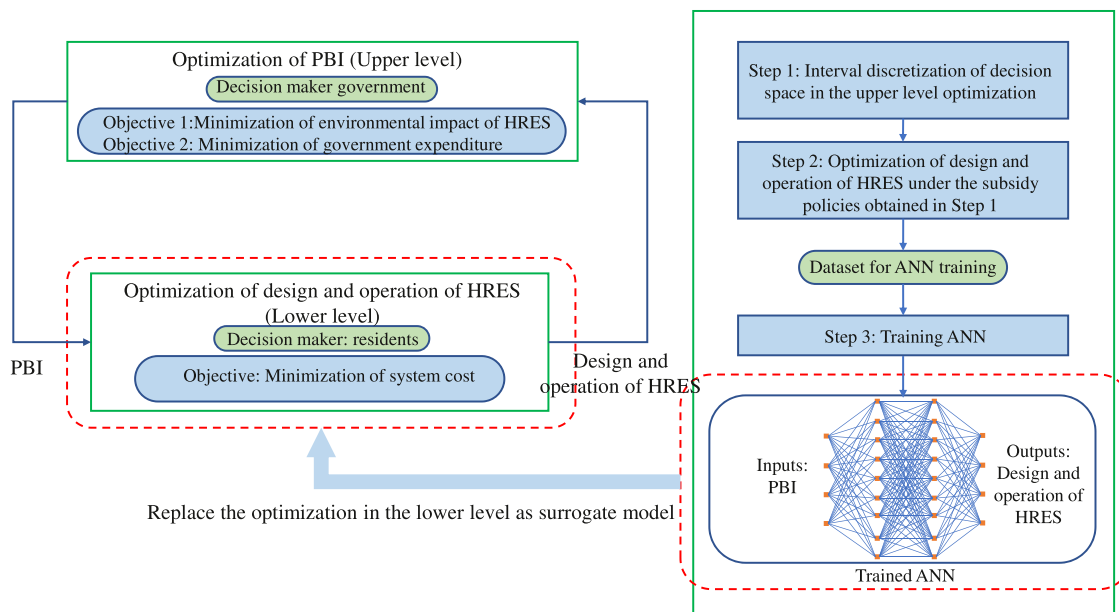 Optimization of PBI (Upper level)
Decision maker government
Objective 1:Minimization of environmental impact of HRES
Objective 2: Minimization of government expenditure
Optimization of design and operation of HRES
(Lower level)
Decision maker: residents
Objective: Minimization of system cost
PBI
Design and
operation of HRES
Replace the optimization in the lower level as surrogate model
Step 1: Interval discretization of decision
space in the upper level optimization
Step 2: Optimization of design and
operation of HRES under the subsidy
policies obtained in Step 1
Dataset for ANN training
Step 3: Training ANN
Inputs:
PBI
Outputs:
Design and
operation of
HRES
Trained ANN